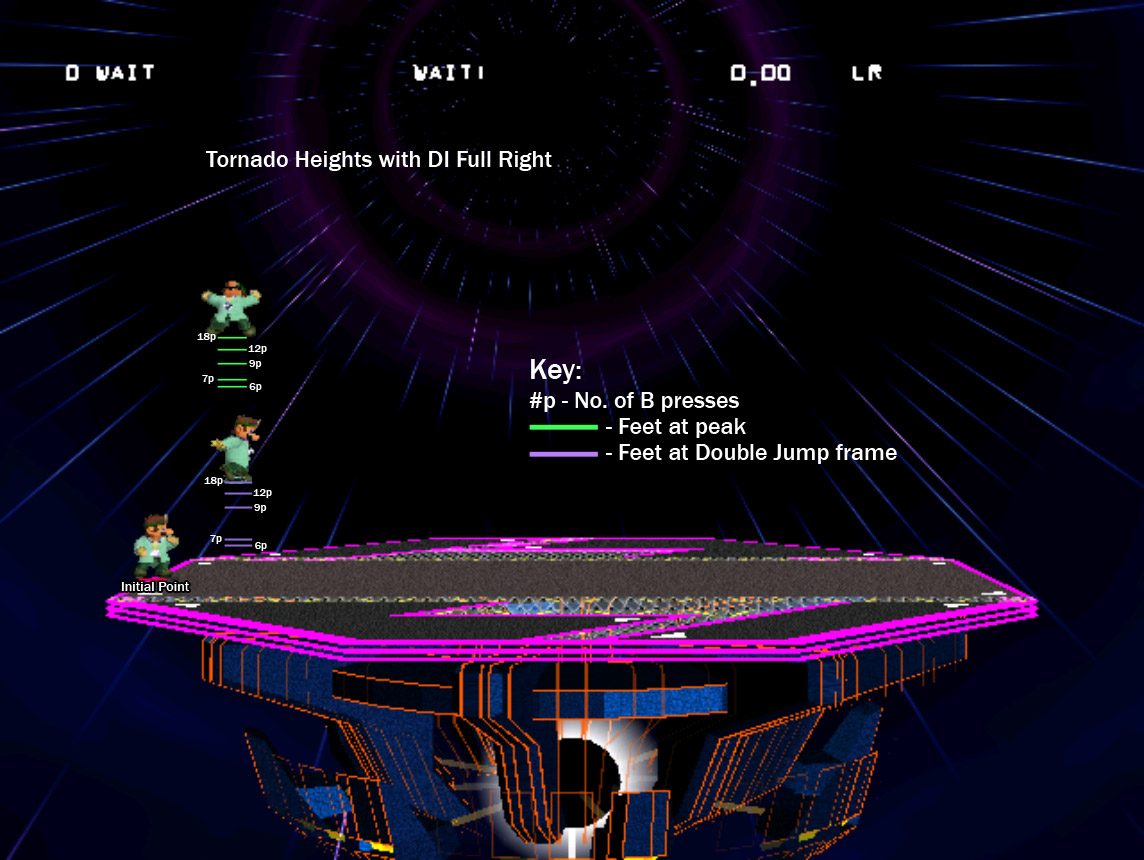 0 WAIT WAIT! 0.00 LR
Tornado Heights with DI Full Right
18p
12p
9p
7p
6p
Key:
#p - No. of B presses
- Feet at peak
- Feet at Double Jump frame
18p
12p
9p
7p
6p
Initial Point